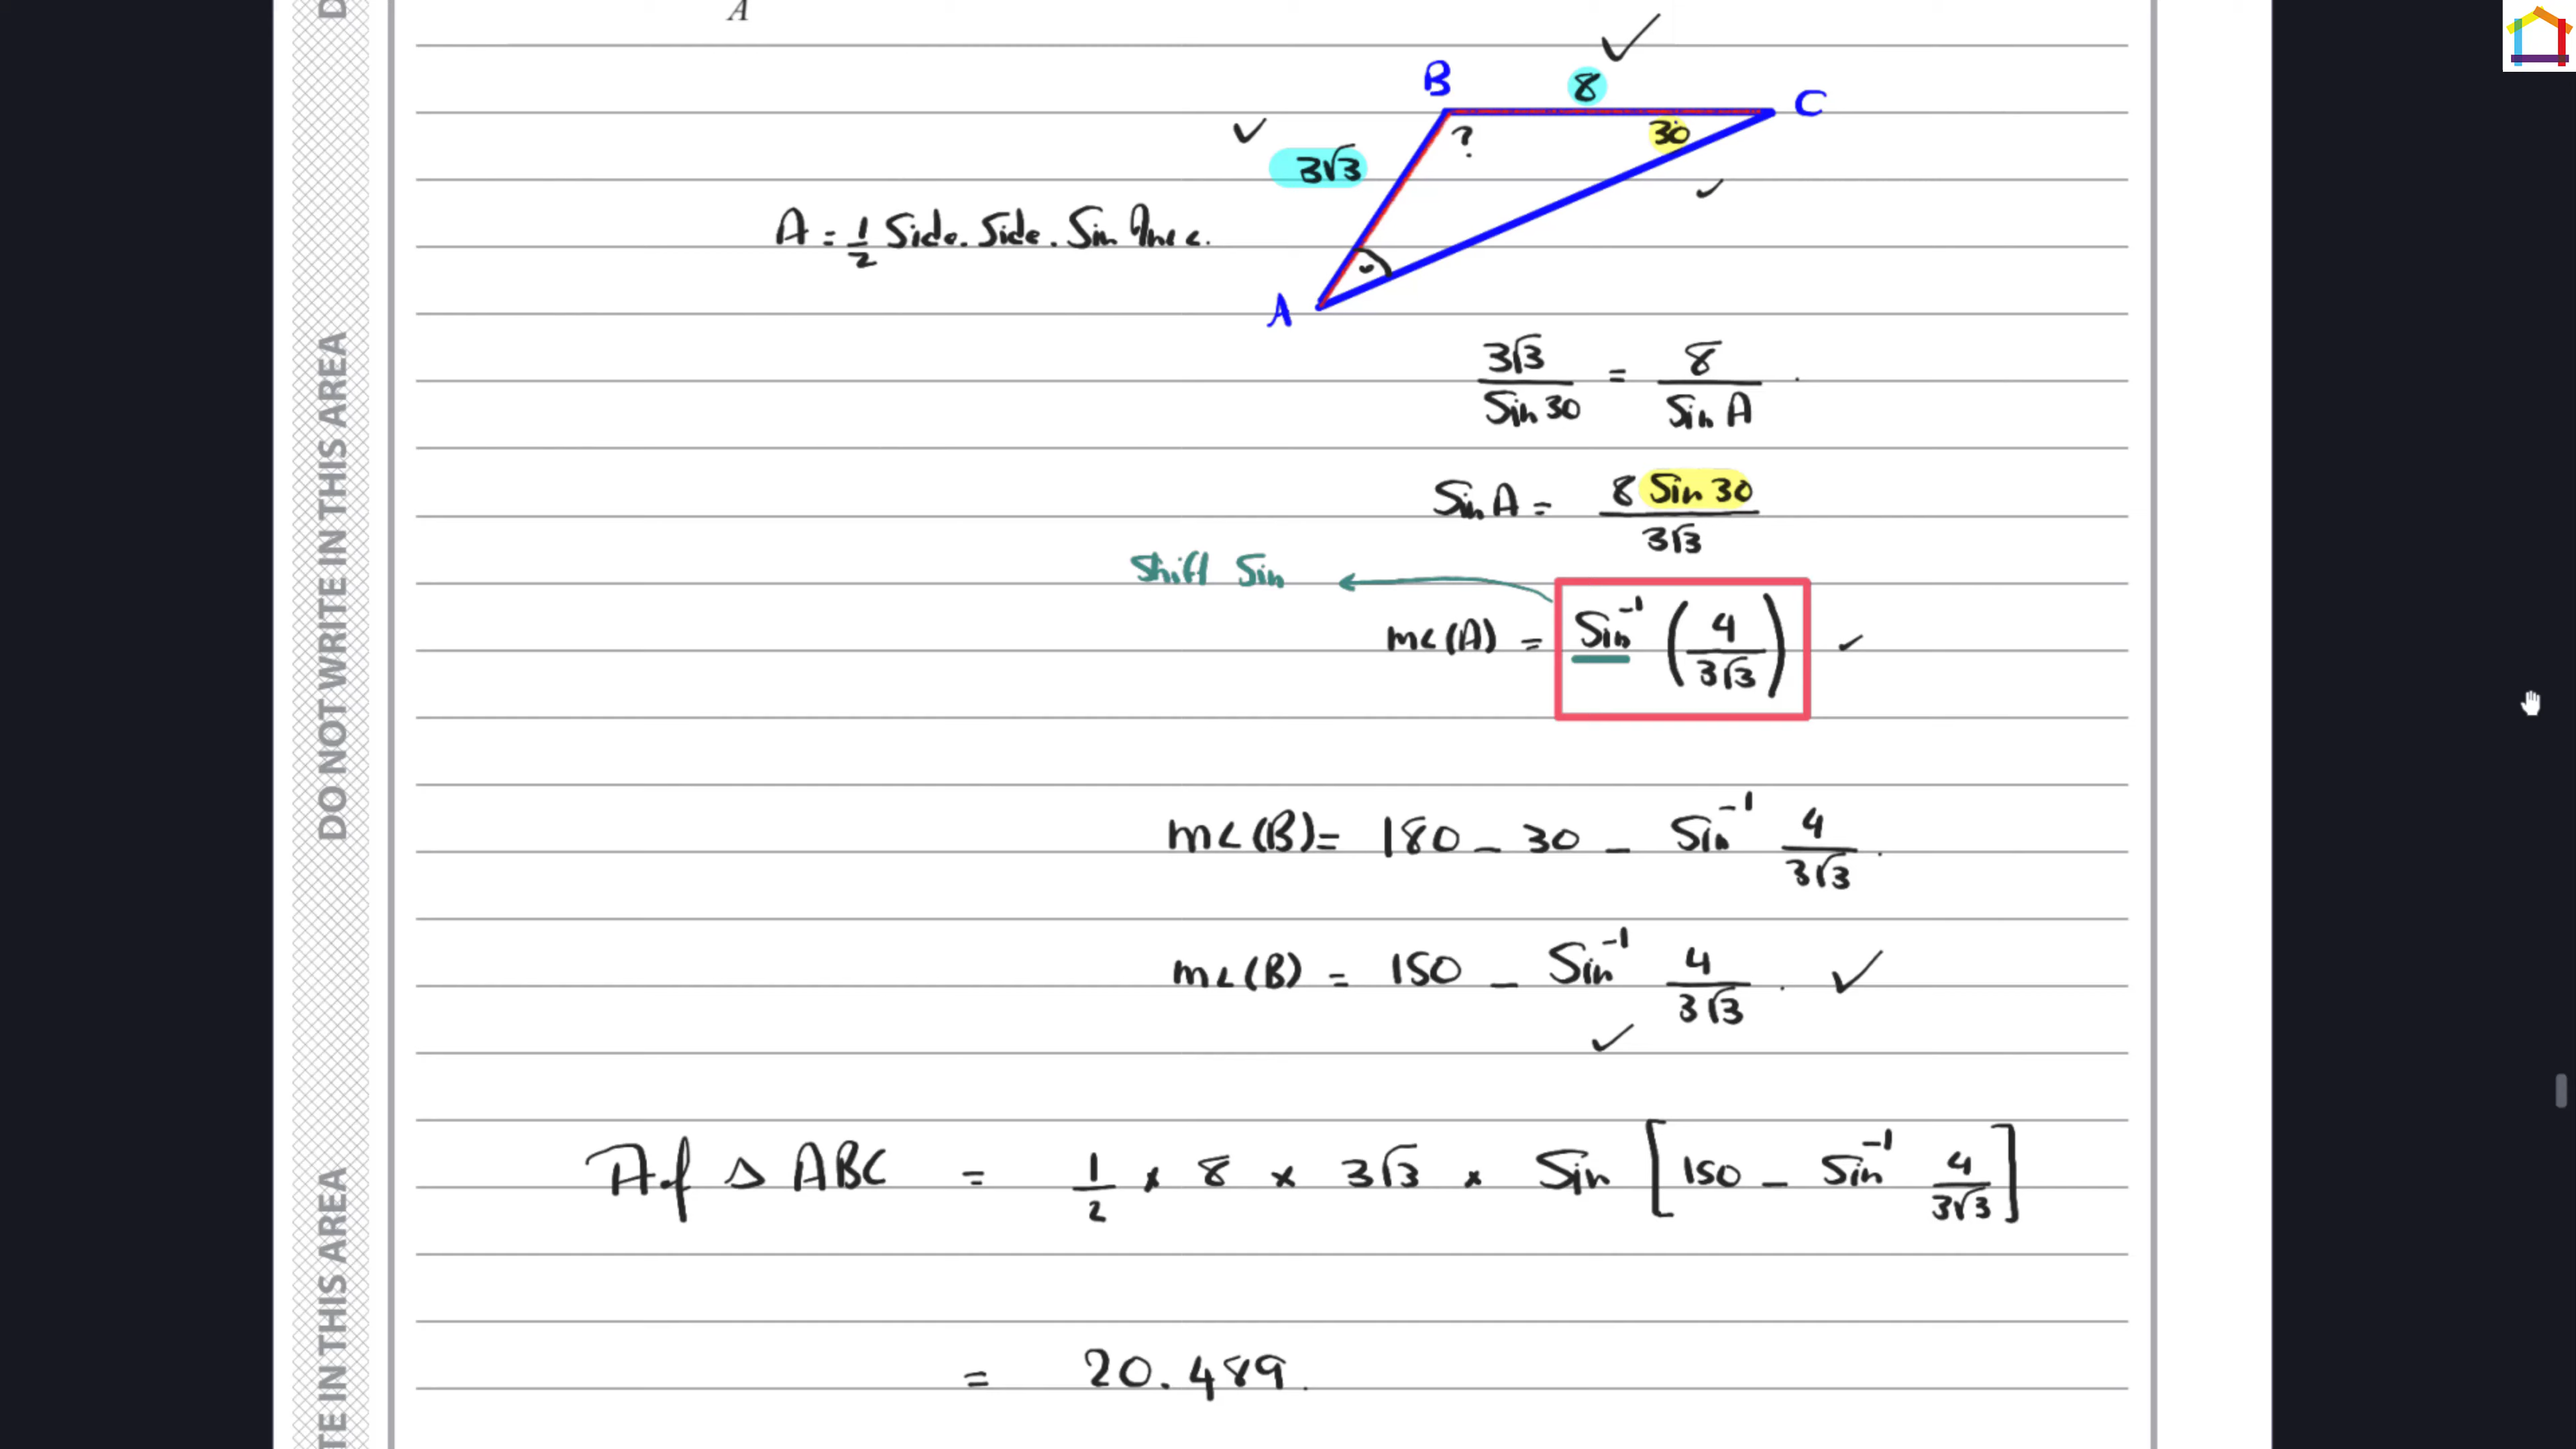 A
B
8
C
?
30
3√3
A = 1/2 Side. Side. Sin
A
3√3 / Sin 30 = 8 / Sin A .
Sin A = 8 Sin 30 / 3√3
Shift Sin
m<(A) = Sin⁻¹ (4 / 3√3)
m<(B) = 180 - 30 - Sin⁻¹ 4 / 3√3 .
m<(B) = 150 - Sin⁻¹ 4 / 3√3 .
A of Δ ABC = 1/2 × 8 × 3√3 × Sin [150 - Sin⁻¹ 4 / 3√3]
= 20.489.
DO NOT WRITE IN THIS AREA
TE IN THIS AREA